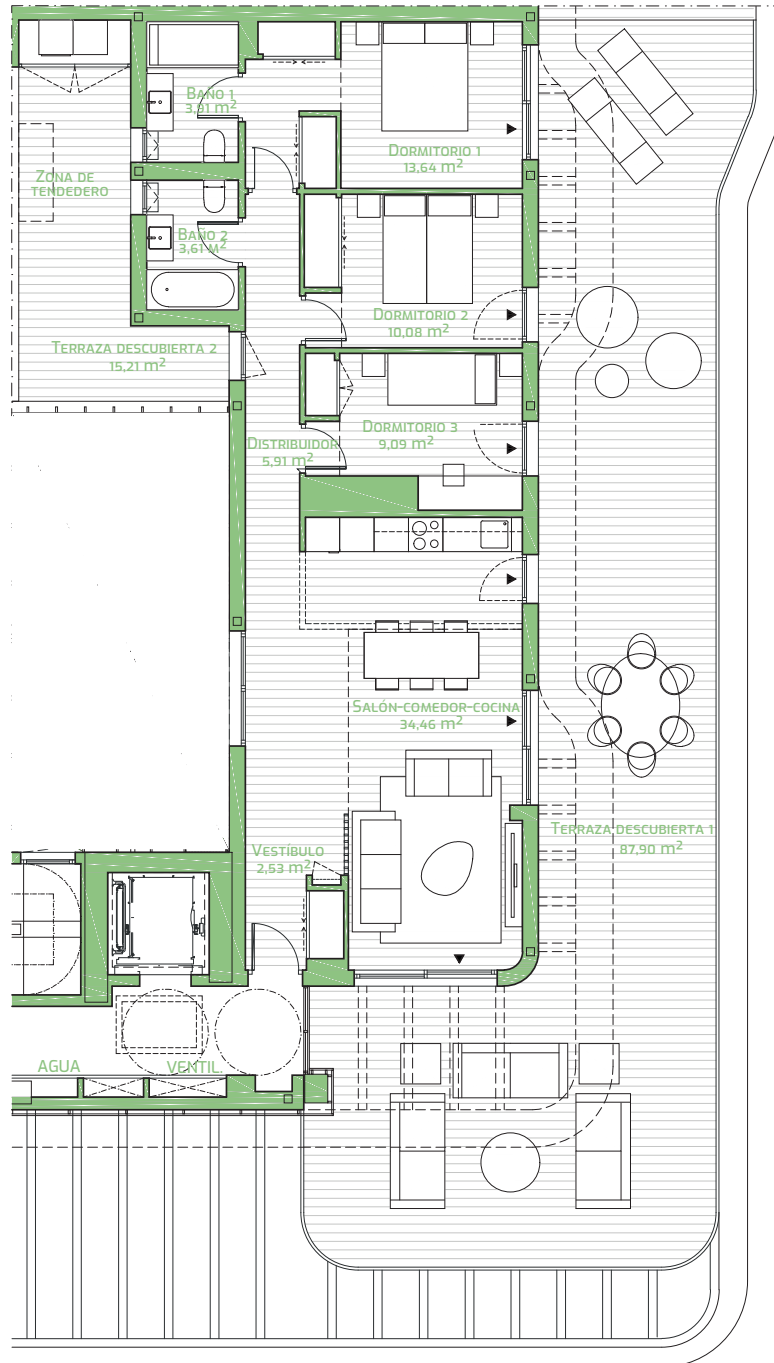 BAÑO 1
3,91 m²
DORMITORIO 1
13,64 m²
ZONA DE
TENDEDERO
BAÑO 2
3,61 M²
DORMITORIO 2
10,08 m²
TERRAZA DESCUBIERTA 2
15,21 m²
DORMITORIO 3
9,09 m²
DISTRIBUIDOR
5,91 m²
SALÓN-COMEDOR-COCINA
34,46 m²
TERRAZA DESCUBIERTA 1
87,90 m²
VESTÍBULO
2,53 m²
AGUA
VENTIL.